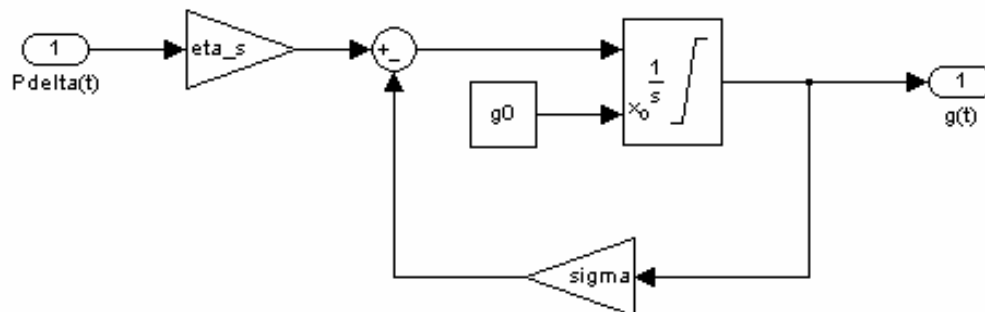 1
Pdelta(t)
eta_s
+
−
g0
1
s
x₀
1
g(t)
sigma